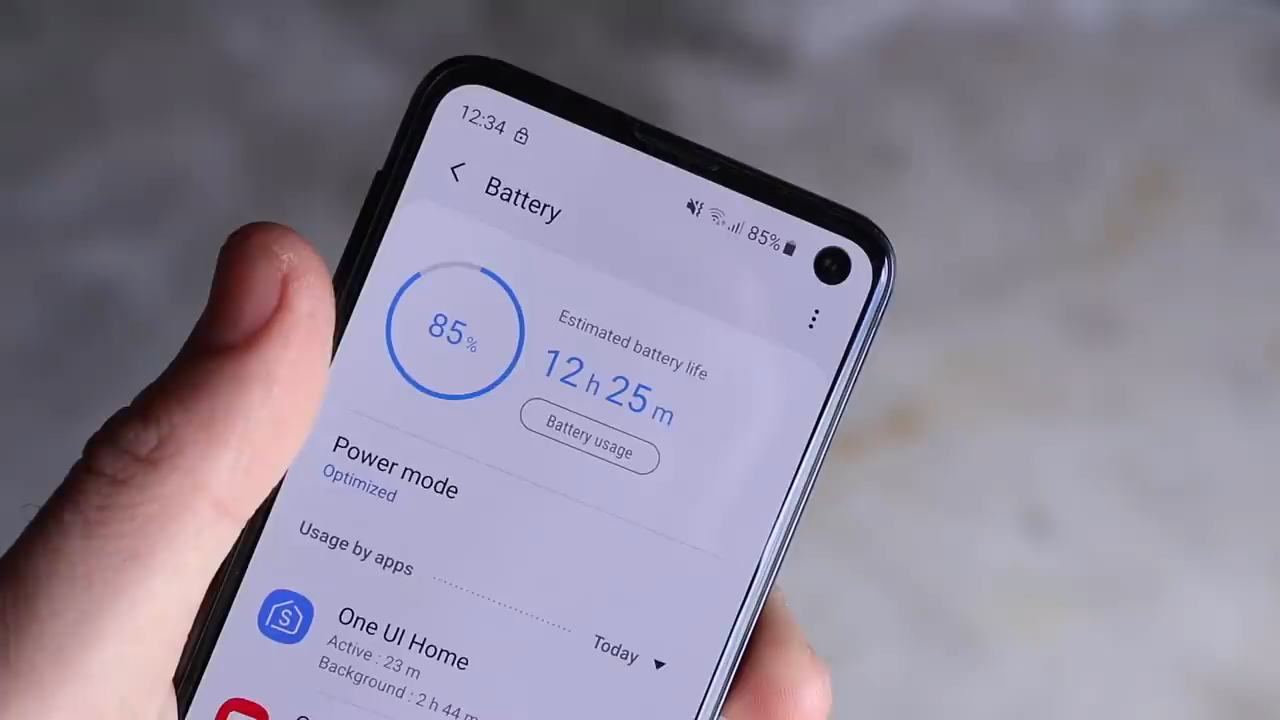 12:34
85%
Battery
85%
Estimated battery life
12 h 25 m
Battery usage
Power mode
Optimized
Usage by apps
Today
S
One UI Home
Active : 23 m
Background : 2 h 44 m